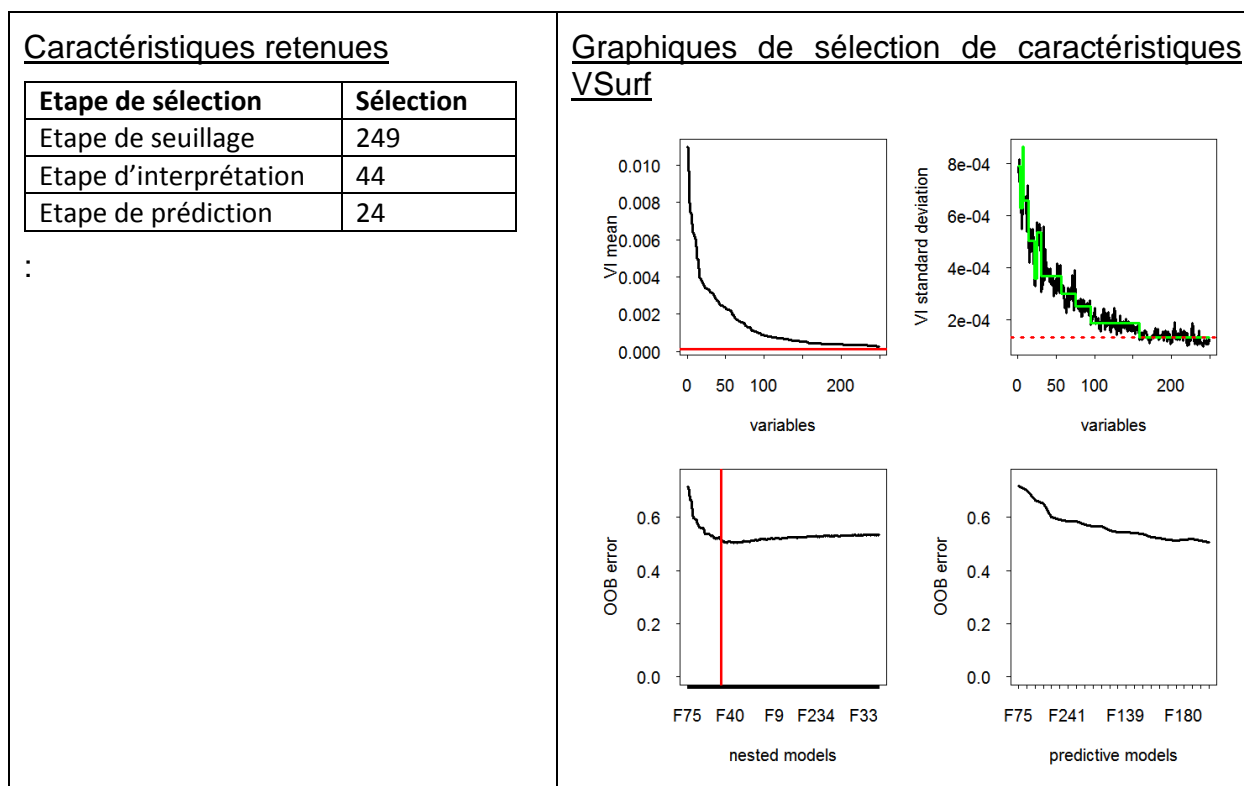 Caractéristiques retenues
Etape de sélection Sélection
Etape de seuillage 249
Etape d'interprétation 44
Etape de prédiction 24
:
Graphiques de sélection de caractéristiques
VSurf
0.010
0.008
0.006
0.004
0.002
0.000
VI mean
0 50 100 200
variables
8e-04
6e-04
4e-04
2e-04
VI standard deviation
0 50 100 200
variables
0.6
0.4
0.2
0.0
OOB error
F75 F40 F9 F234 F33
nested models
0.6
0.4
0.2
0.0
OOB error
F75 F241 F139 F180
predictive models